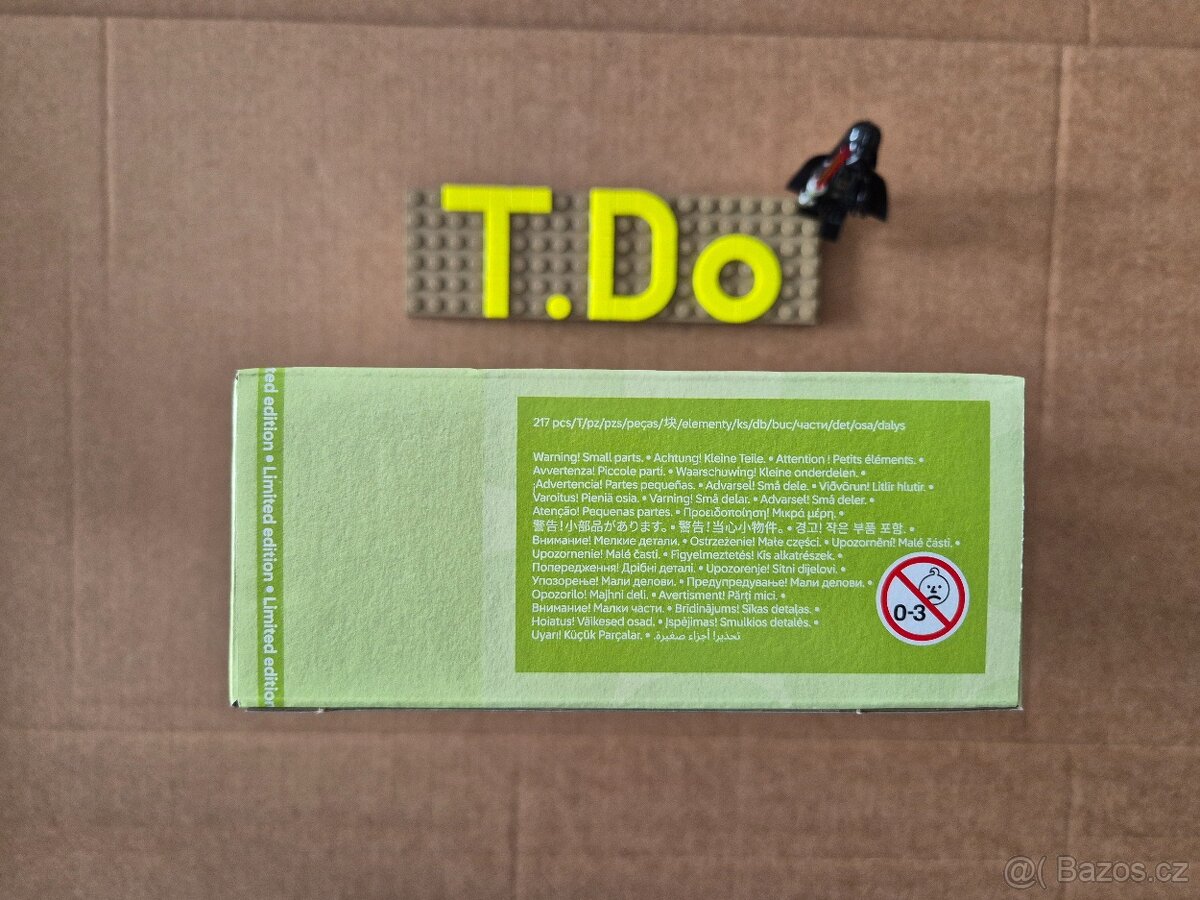 T.Do
ted edition • Limited edition • Limited edition
217 pcs/T/pz/pzs/peças/块/elementy/ks/db/buc/части/det/osa/dalys
Warning! Small parts. • Achtung! Kleine Teile. • Attention ! Petits éléments. •
Avvertenza! Piccole parti. • Waarschuwing! Kleine onderdelen. •
¡Advertencia! Partes pequeñas. • Advarsel! Små dele. • Viðvörun! Litlir hlutir. •
Varoitus! Pieniä osia. • Varning! Små delar. • Advarsel! Små deler. •
Atenção! Pequenas partes. • Προειδοποίηση! Μικρά μέρη. •
警告!小部品があります。 • 警告!当心小物件。 • 경고! 작은 부품 포함. •
Внимание! Мелкие детали. • Ostrzeżenie! Małe części. • Upozornění! Malé části. •
Upozornenie! Malé časti. • Figyelmeztetés! Kis alkatrészek. •
Попередження! Дрібні деталі. • Upozorenje! Sitni dijelovi. •
Упозорење! Мали делови. • Предупредување! Мали делови. •
Opozorilo! Majhni deli. • Avertisment! Părți mici. •
Внимание! Малки части. • Brīdinājums! Sīkas detaļas. •
Hoiatus! Väikesed osad. • Įspėjimas! Smulkios detalės. •
Uyarı! Küçük Parçalar. • تحذير! أجزاء صغيرة.
0-3
@( Bazos.cz